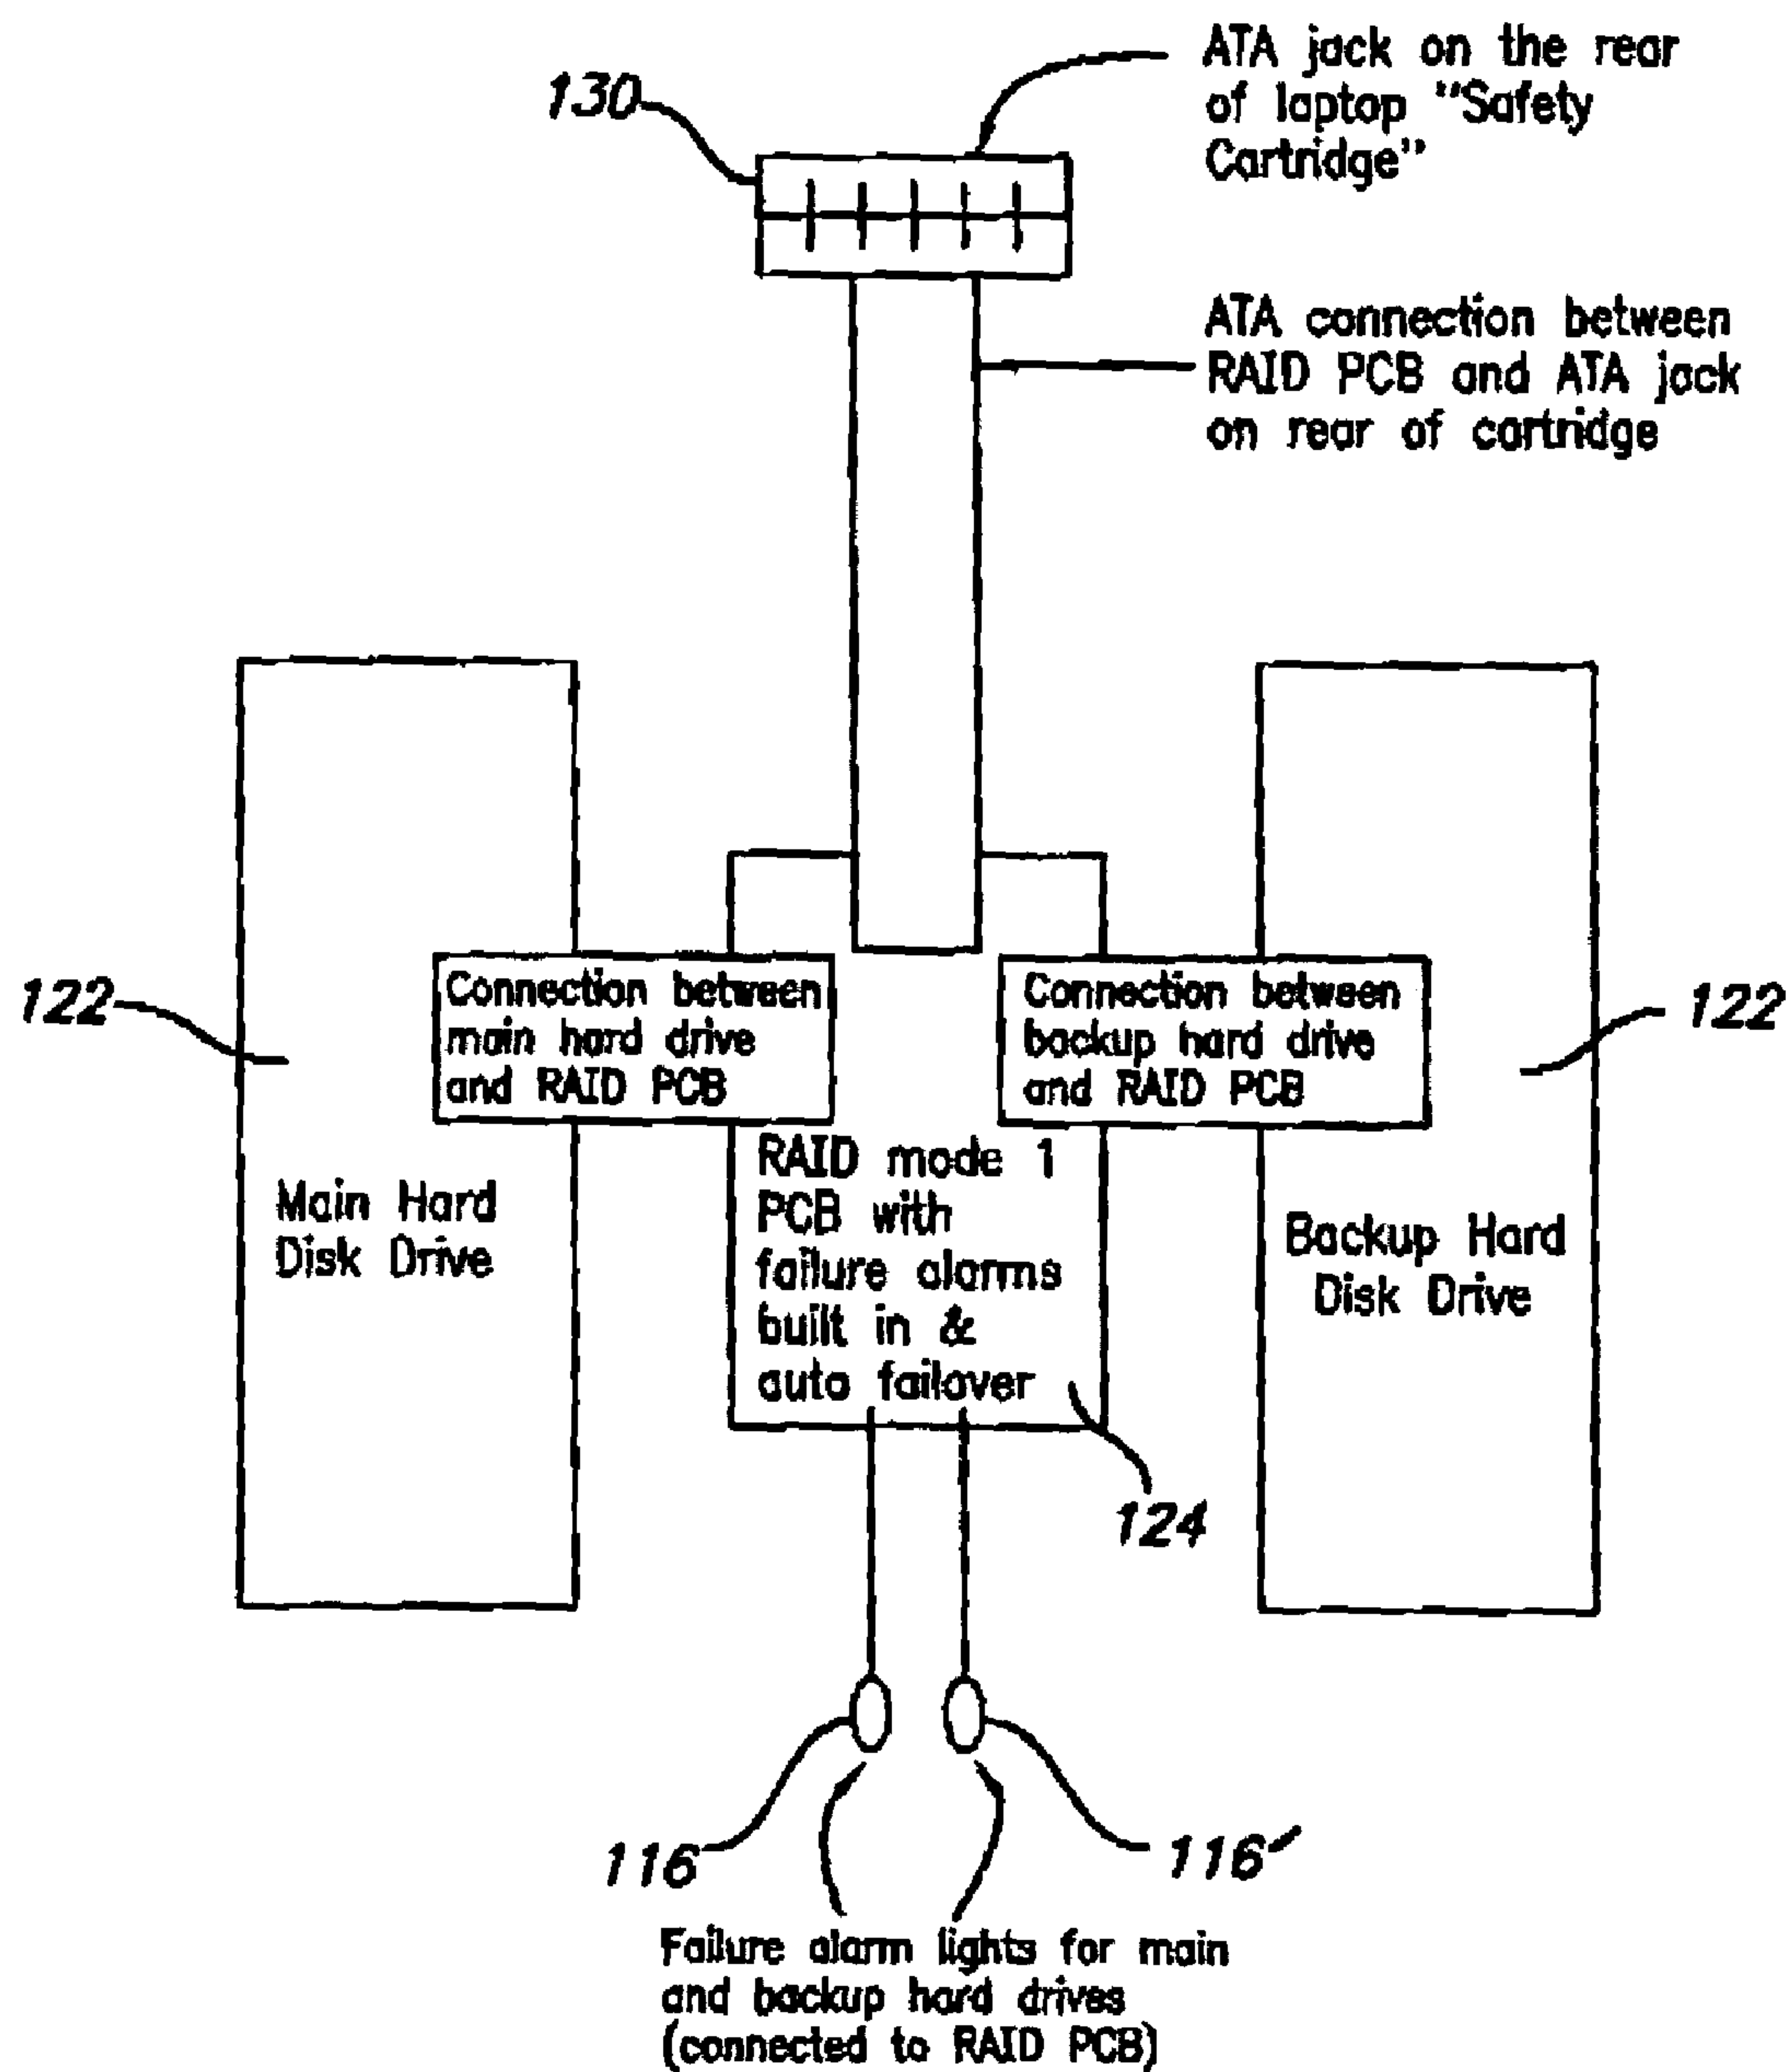 ATA jack on the rear
of laptop "Safety
Cartridge"
130
ATA connection between
RAID PCB and ATA jack
on rear of cartridge
122
Connection between
main hard drive
and RAID PCB
Connection between
backup hard drive
and RAID PCB
122
Main Hard
Disk Drive
RAID mode 1
PCB with
failure alarms
built in &
auto failover
Backup Hard
Disk Drive
124
116
116'
Failure alarm lights for main
and backup hard drives
(connected to RAID PCB)